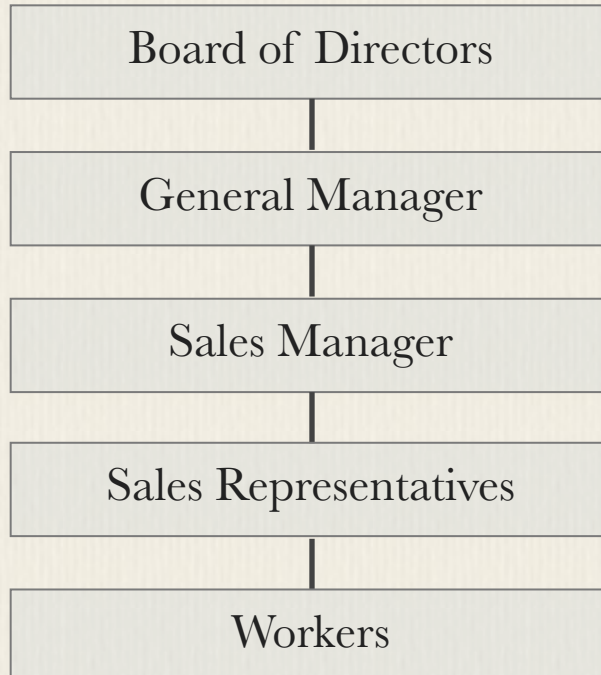 Board of Directors
General Manager
Sales Manager
Sales Representatives
Workers